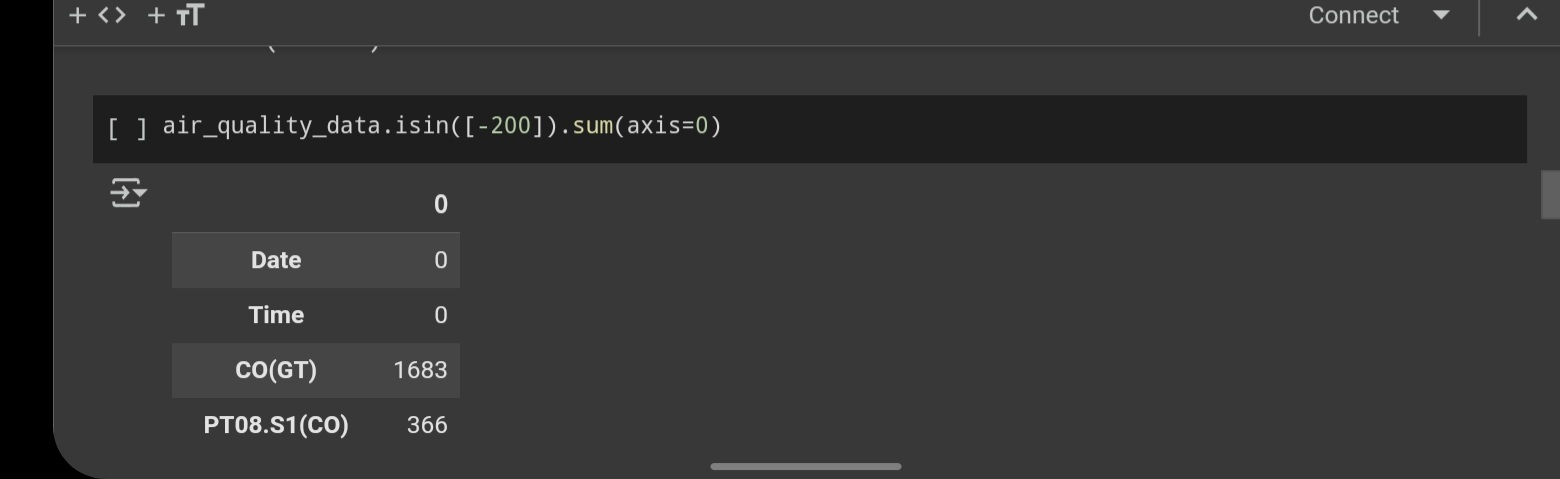 + <> + TT Connect
[ ] air_quality_data.isin([-200]).sum(axis=0)
0
Date 0
Time 0
CO(GT) 1683
PT08.S1(CO) 366